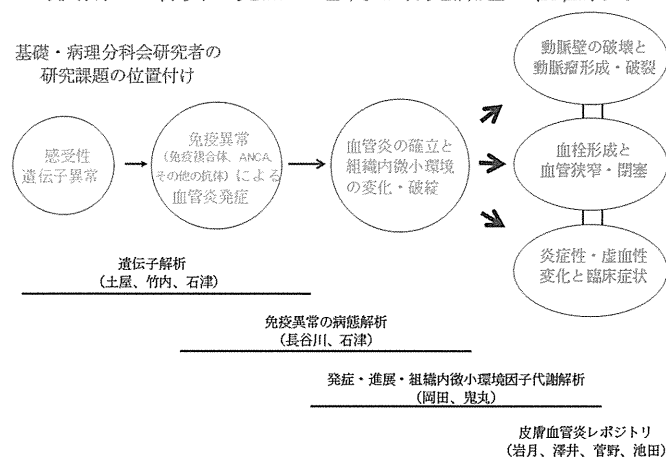 基礎・病理分科会研究者の
研究課題の位置付け
感受性
遺伝子異常
免疫異常
(免疫複合体、ANCA,
その他の抗体)による
血管炎発症
血管炎の確立と
組織内微小環境
の変化・破綻
動脈壁の破壊と
動脈瘤形成・破裂
血栓形成と
血管狭窄・閉塞
炎症性・虚血性
変化と臨床症状
遺伝子解析
(土屋、竹内、石津)
免疫異常の病態解析
(長谷川、石津)
発症・進展・組織内微小環境因子代謝解析
(岡田、鬼丸)
皮膚血管炎レポジトリ
(岩月、澤井、菅野、池田)